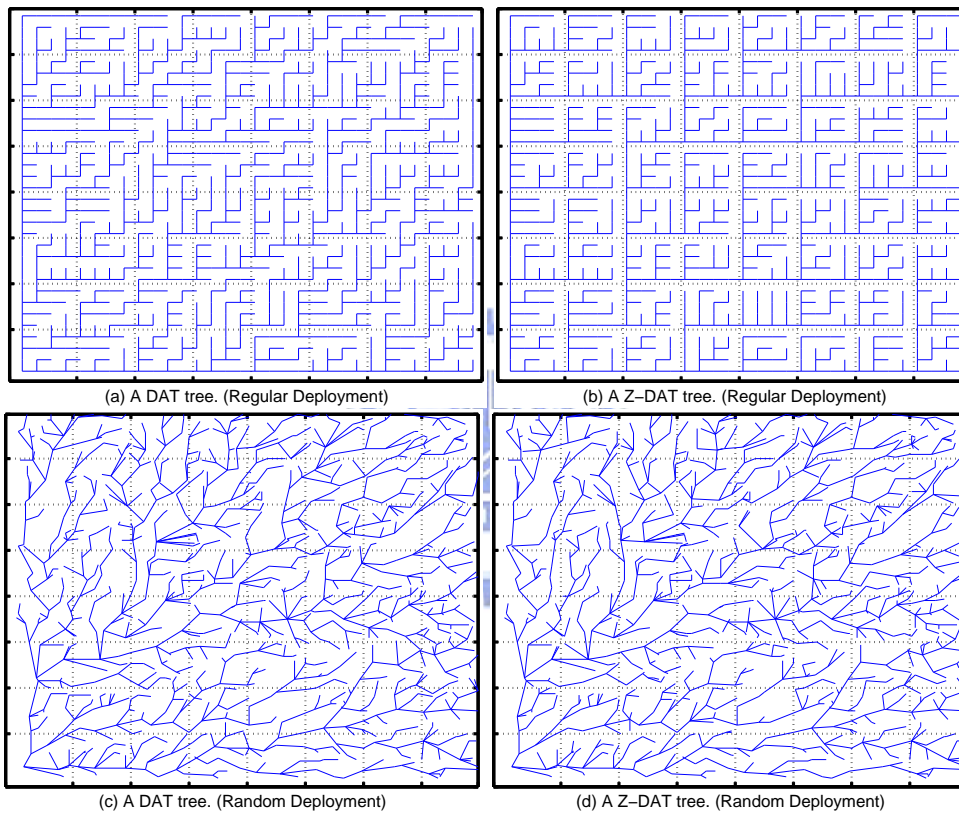 (a) A DAT tree. (Regular Deployment)
(b) A Z−DAT tree. (Regular Deployment)
(c) A DAT tree. (Random Deployment)
(d) A Z−DAT tree. (Random Deployment)